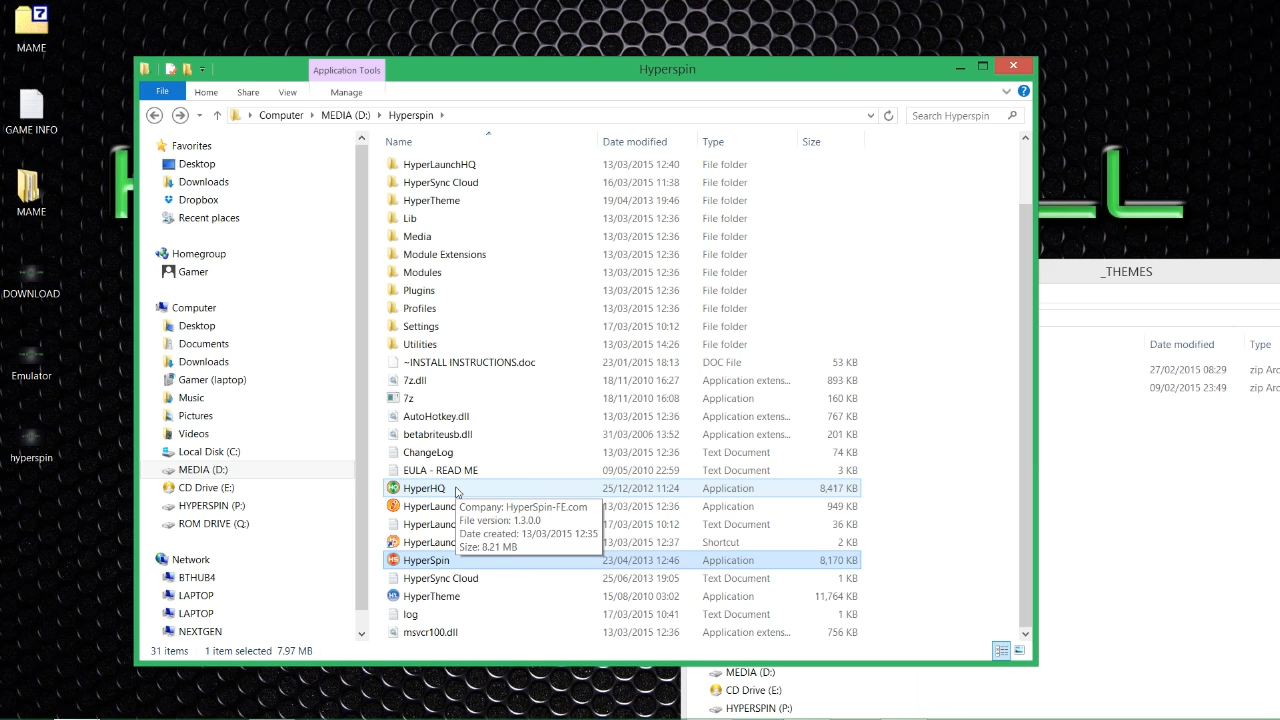 MAME
GAME INFO
MAME
DOWNLOAD
Emulator
hyperspin
Application Tools
Hyperspin
File
Home
Share
View
Manage
Computer
MEDIA (D:)
Hyperspin
Search Hyperspin
Favorites
Desktop
Downloads
Dropbox
Recent places
Homegroup
Gamer
Computer
Desktop
Documents
Downloads
Gamer (laptop)
Music
Pictures
Videos
Local Disk (C:)
MEDIA (D:)
CD Drive (E:)
HYPERSPIN (P:)
ROM DRIVE (Q:)
Network
BTHUB4
LAPTOP
LAPTOP
NEXTGEN
Name Date modified Type Size
HyperLaunchHQ 13/03/2015 12:40 File folder
HyperSync Cloud 16/03/2015 11:38 File folder
HyperTheme 19/04/2013 19:46 File folder
Lib 13/03/2015 12:36 File folder
Media 13/03/2015 12:36 File folder
Module Extensions 13/03/2015 12:36 File folder
Modules 13/03/2015 12:36 File folder
Plugins 13/03/2015 12:36 File folder
Profiles 13/03/2015 12:36 File folder
Settings 17/03/2015 10:12 File folder
Utilities 13/03/2015 14:26 File folder
~INSTALL INSTRUCTIONS.doc 23/01/2015 18:13 DOC File 53 KB
7z.dll 18/11/2010 16:27 Application extens... 893 KB
7z 18/11/2010 16:08 Application 160 KB
AutoHotkey.dll 13/03/2015 12:36 Application extens... 767 KB
betabriteusb.dll 31/03/2006 13:52 Application extens... 201 KB
ChangeLog 13/03/2015 12:36 Text Document 74 KB
EULA - READ ME 09/05/2010 22:59 Text Document 3 KB
HyperHQ 25/12/2012 11:24 Application 8,417 KB
HyperLaunc 13/03/2015 12:36 Application 949 KB
HyperLaunc 17/03/2015 10:12 Text Document 36 KB
HyperLaunc 13/03/2015 12:37 Shortcut 2 KB
HyperSpin 23/04/2013 12:46 Application 8,170 KB
HyperSync Cloud 25/06/2013 19:05 Text Document 1 KB
HyperTheme 15/08/2010 03:02 Application 11,764 KB
log 17/03/2015 10:41 Text Document 1 KB
msvcr100.dll 13/03/2015 12:36 Application extens... 756 KB
Company: HyperSpin-FE.com
File version: 1.3.0.0
Date created: 13/03/2015 12:35
Size: 8.21 MB
31 items 1 item selected 7.97 MB
_THEMES
Date modified Type
27/02/2015 08:29 zip Arc
09/02/2015 23:49 zip Arc
MEDIA (D:)
CD Drive (E:)
HYPERSPIN (P:)